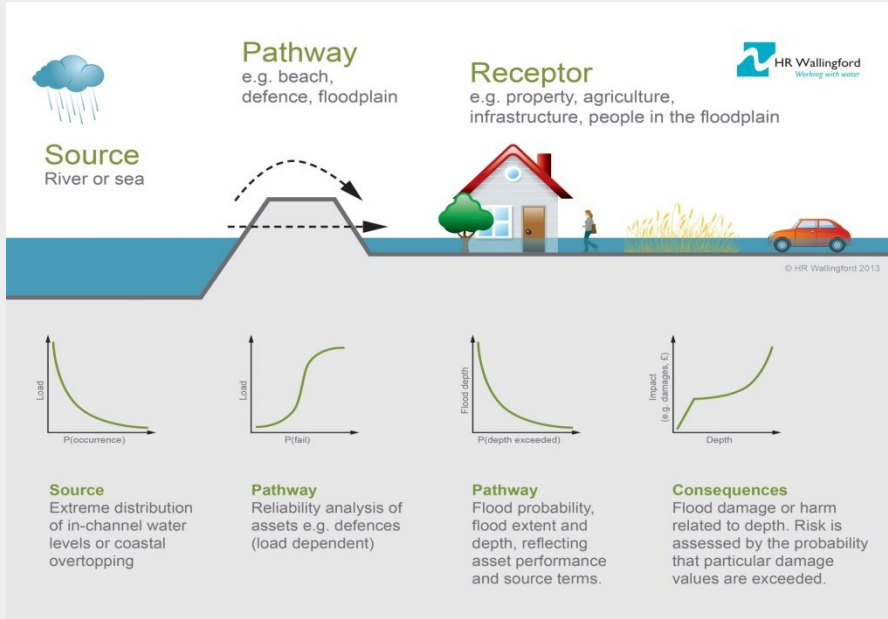 Pathway
e.g. beach,
defence, floodplain
Receptor
e.g. property, agriculture,
infrastructure, people in the floodplain
HR Wallingford
Working with water
Source
River or sea
© HR Wallingford 2013
Load
P(occurrence)
Load
P(fail)
Flood depth
P(depth exceeded)
Impact
(e.g. damages, £)
Depth
Source
Extreme distribution
of in-channel water
levels or coastal
overtopping
Pathway
Reliability analysis of
assets e.g. defences
(load dependent)
Pathway
Flood probability,
flood extent and
depth, reflecting
asset performance
and source terms.
Consequences
Flood damage or harm
related to depth. Risk is
assessed by the probability
that particular damage
values are exceeded.